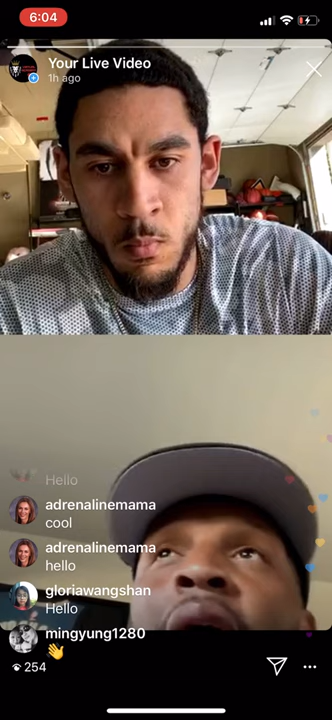 6:04
Your Live Video
1h ago
Hello
adrenalinemama
cool
adrenalinemama
hello
gloriawangshan
Hello
mingyung1280
👋
254